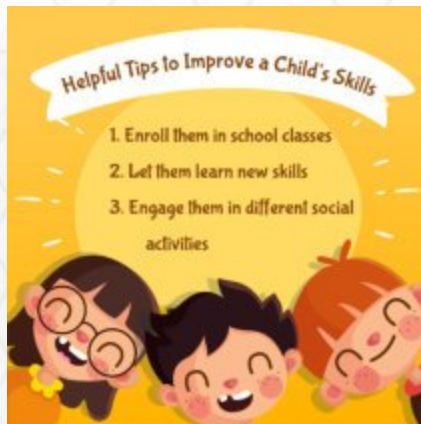 Helpful Tips to Improve a Child's Skills
1. Enroll them in school classes
2. Let them learn new skills
3. Engage them in different social
activities